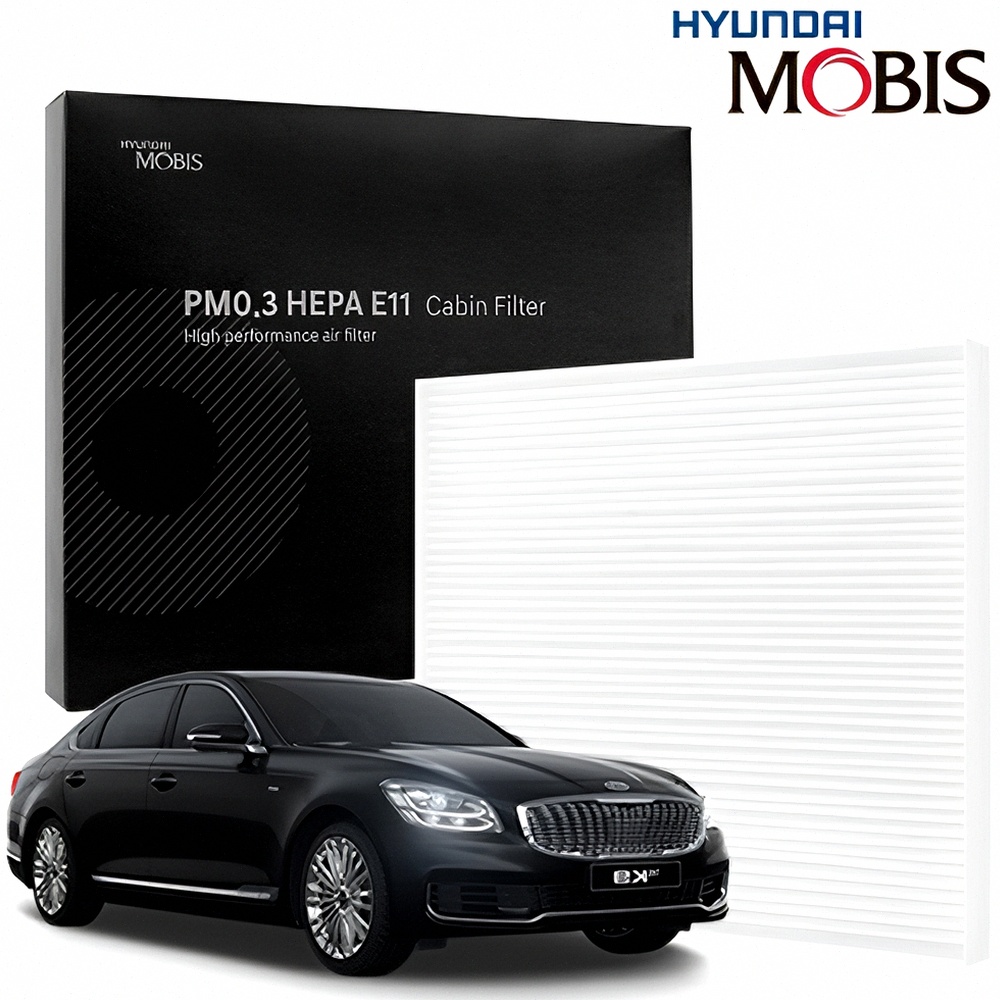 HYUNDAI
MOBIS
HYUNDAI
MOBIS
PM0.3 HEPA E11 Cabin Filter
High performance air filter